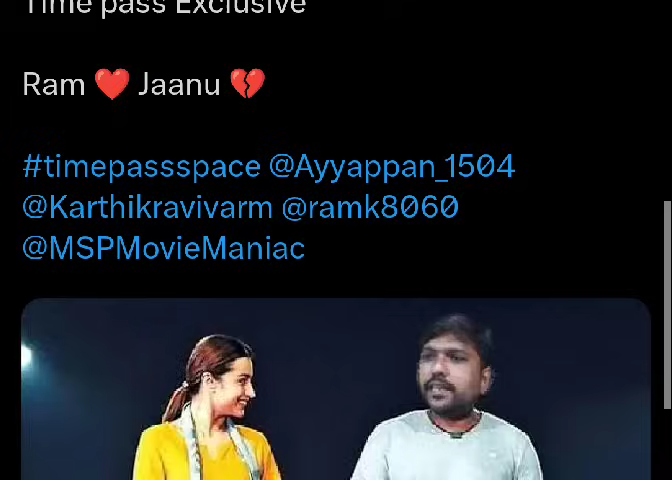 Time pass Exclusive
Ram ❤️ Jaanu 💔
#timepassspace @Ayyappan_1504
@Karthikravivarm @ramk8060
@MSPMovieManiac